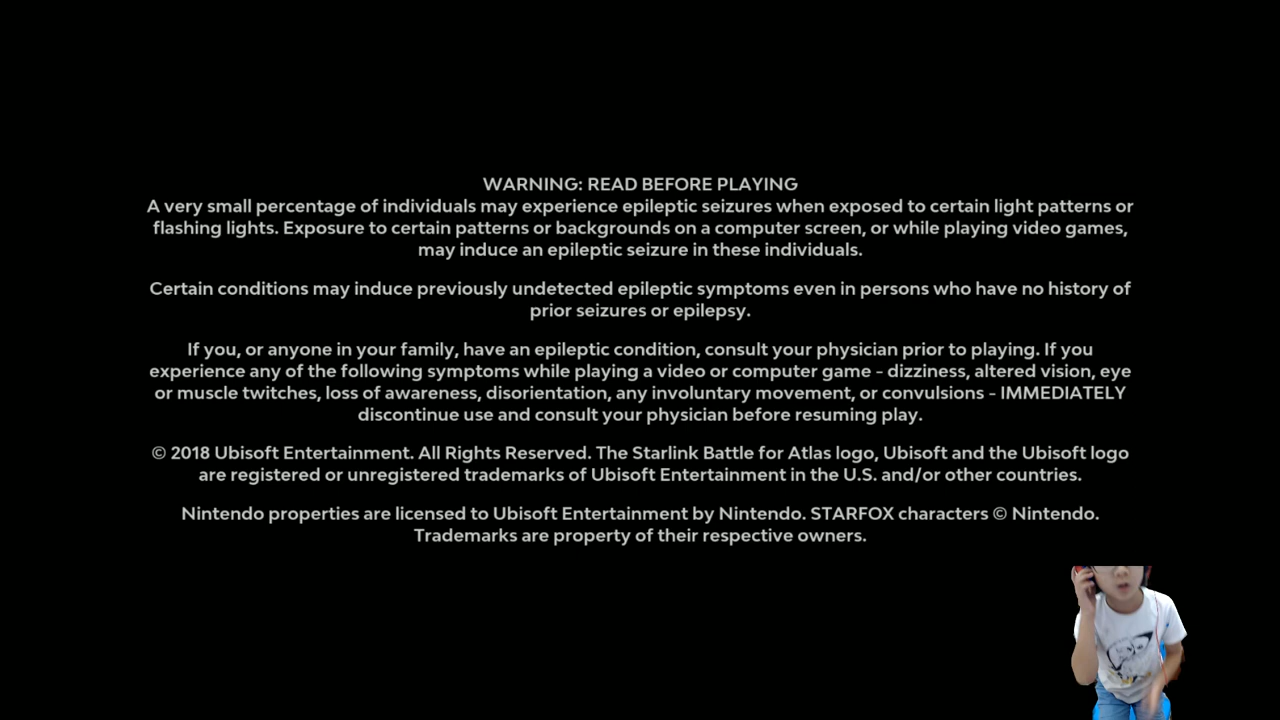 WARNING: READ BEFORE PLAYING
A very small percentage of individuals may experience epileptic seizures when exposed to certain light patterns or
flashing lights. Exposure to certain patterns or backgrounds on a computer screen, or while playing video games,
may induce an epileptic seizure in these individuals.
Certain conditions may induce previously undetected epileptic symptoms even in persons who have no history of
prior seizures or epilepsy.
If you, or anyone in your family, have an epileptic condition, consult your physician prior to playing. If you
experience any of the following symptoms while playing a video or computer game - dizziness, altered vision, eye
or muscle twitches, loss of awareness, disorientation, any involuntary movement, or convulsions - IMMEDIATELY
discontinue use and consult your physician before resuming play.
© 2018 Ubisoft Entertainment. All Rights Reserved. The Starlink Battle for Atlas logo, Ubisoft and the Ubisoft logo
are registered or unregistered trademarks of Ubisoft Entertainment in the U.S. and/or other countries.
Nintendo properties are licensed to Ubisoft Entertainment by Nintendo. STARFOX characters © Nintendo.
Trademarks are property of their respective owners.